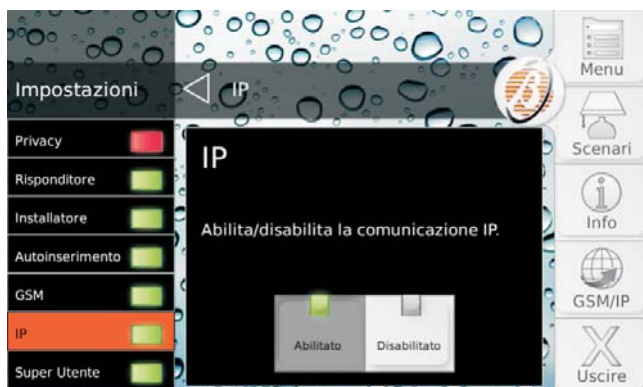 Impostazioni
IP
Privacy
Risponditore
Installatore
Autoinserimento
GSM
IP
Super Utente
IP
Abilita/disabilita la comunicazione IP.
Abilitato
Disabilitato
Menu
Scenari
Info
GSM/IP
Uscire